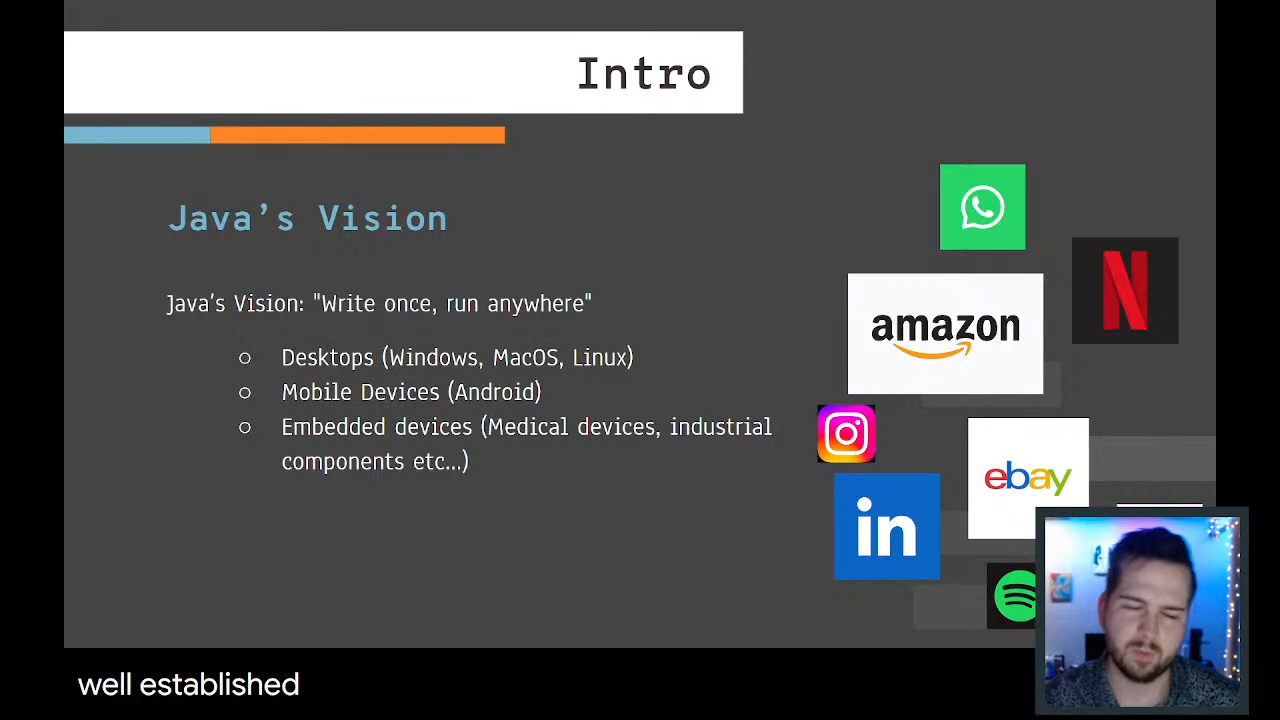 Intro
Java's Vision
Java's Vision: "Write once, run anywhere"
○ Desktops (Windows, MacOS, Linux)
○ Mobile Devices (Android)
○ Embedded devices (Medical devices, industrial
components etc...)
N
amazon
ebay
in
well established